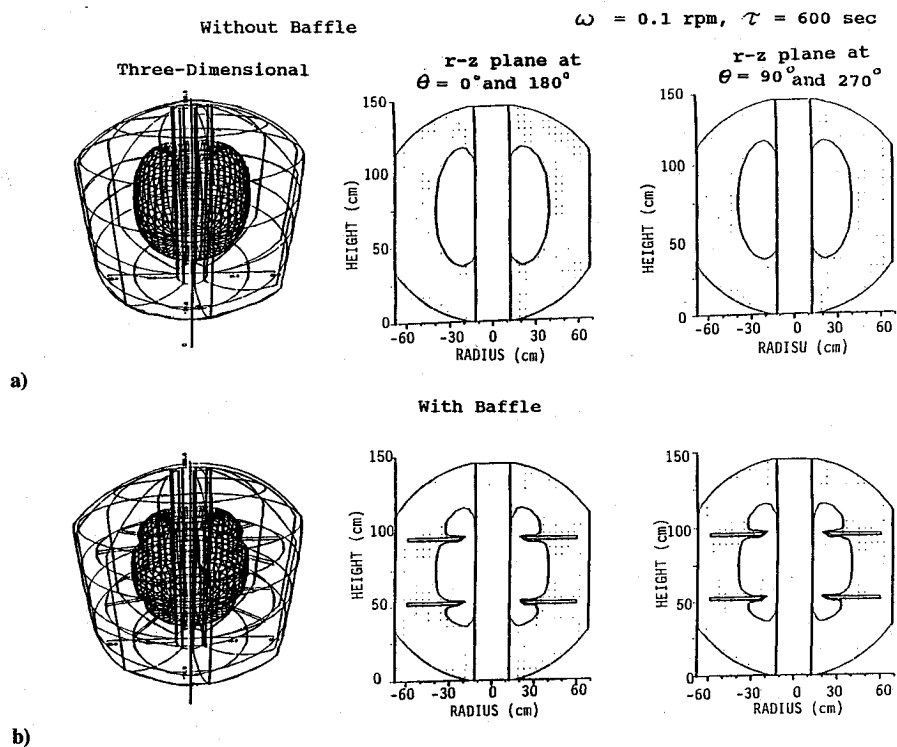 Without Baffle
ω = 0.1 rpm, τ = 600 sec
Three-Dimensional
r-z plane at
θ = 0° and 180°
r-z plane at
θ = 90° and 270°
150
100
50
0
HEIGHT (cm)
-60 -30 0 30 60
RADIUS (cm)
150
100
50
0
HEIGHT (cm)
-60 -30 0 30 60
RADISU (cm)
a)
With Baffle
150
100
50
0
HEIGHT (cm)
-60 -30 0 30 60
RADIUS (cm)
150
100
50
0
HEIGHT (cm)
-60 -30 0 30 60
RADIUS (cm)
b)